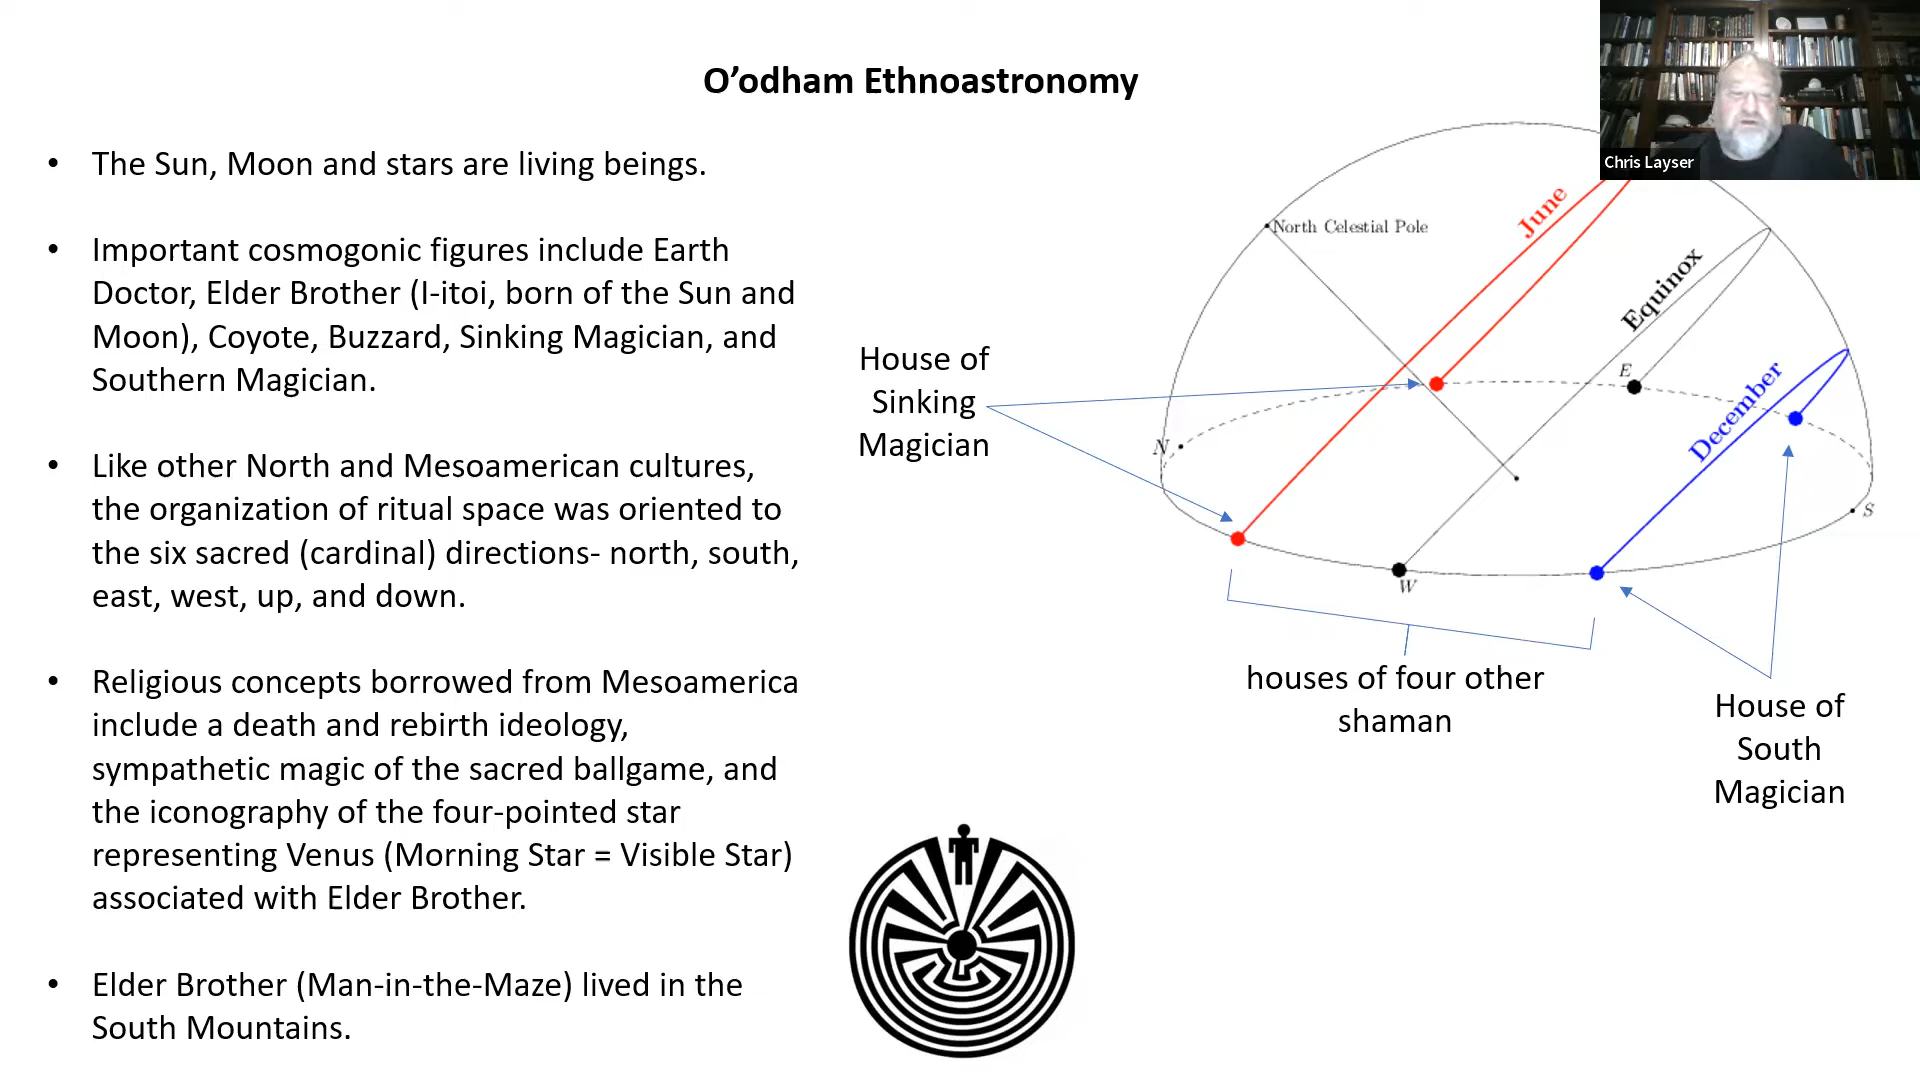 O’odham Ethnoastronomy
• The Sun, Moon and stars are living beings.
• Important cosmogonic figures include Earth
Doctor, Elder Brother (I-itoi, born of the Sun and
Moon), Coyote, Buzzard, Sinking Magician, and
Southern Magician.
• Like other North and Mesoamerican cultures,
the organization of ritual space was oriented to
the six sacred (cardinal) directions- north, south,
east, west, up, and down.
• Religious concepts borrowed from Mesoamerica
include a death and rebirth ideology,
sympathetic magic of the sacred ballgame, and
the iconography of the four-pointed star
representing Venus (Morning Star = Visible Star)
associated with Elder Brother.
• Elder Brother (Man-in-the-Maze) lived in the
South Mountains.
House of
Sinking
Magician
North Celestial Pole
June
Equinox
December
N
E
S
W
houses of four other
shaman
House of
South
Magician
Chris Layser